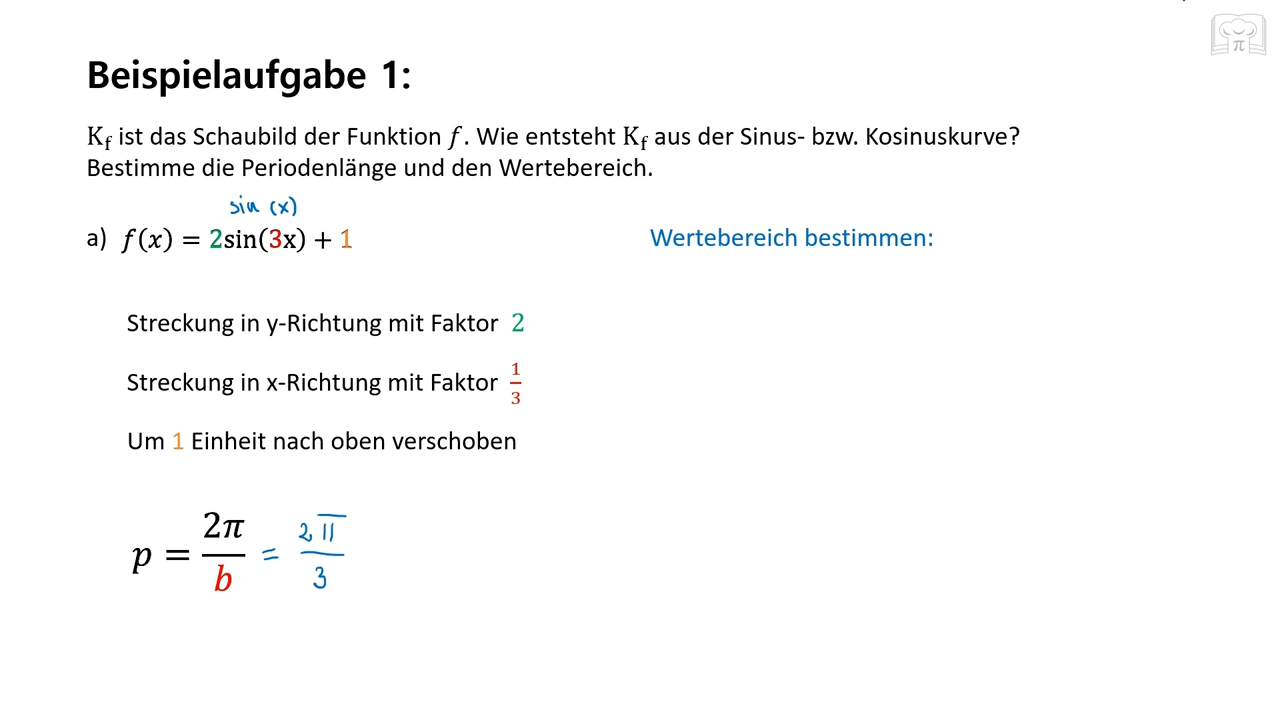 Beispielaufgabe 1:
K_f ist das Schaubild der Funktion f. Wie entsteht K_f aus der Sinus- bzw. Kosinuskurve?
Bestimme die Periodenlänge und den Wertebereich.
sin (x)
a) f(x) = 2sin(3x) + 1
Wertebereich bestimmen:
Streckung in y-Richtung mit Faktor 2
Streckung in x-Richtung mit Faktor 1/3
Um 1 Einheit nach oben verschoben
p = 2π/b = 2π/3